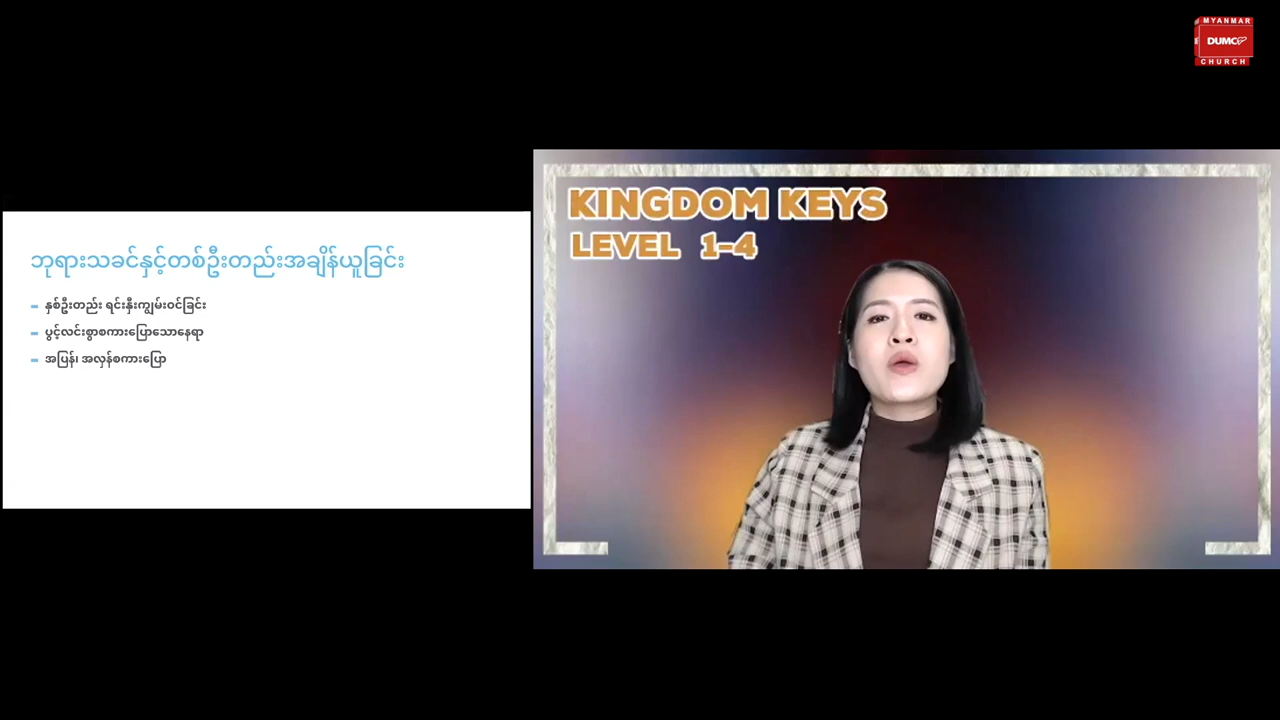 MYANMAR
DUMC
CHURCH
KINGDOM KEYS
LEVEL 1-4
ဘုရားသခင်နှင့်တစ်ဦးတည်းအချိန်ယူခြင်း
နှစ်ဦးတည်း ရင်းနှီးကျွမ်းဝင်ခြင်း
ပွင့်လင်းစွာစကားပြောသောနေရာ
အပြန်၊ အလှန်စကားပြော